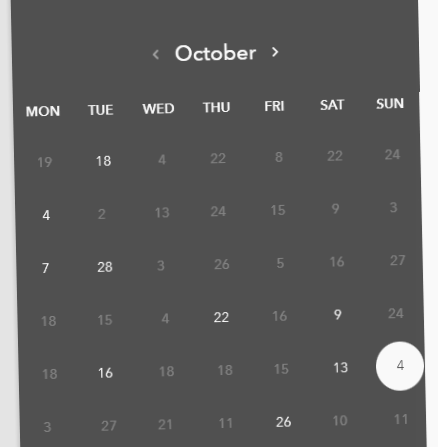 ‹ October ›
MON TUE WED THU FRI SAT SUN
19 18 4 22 8 22 24
4 2 13 24 15 9 3
7 28 3 26 5 16 27
18 15 4 22 16 9 24
18 16 18 18 15 13 4
3 27 21 11 26 10 11